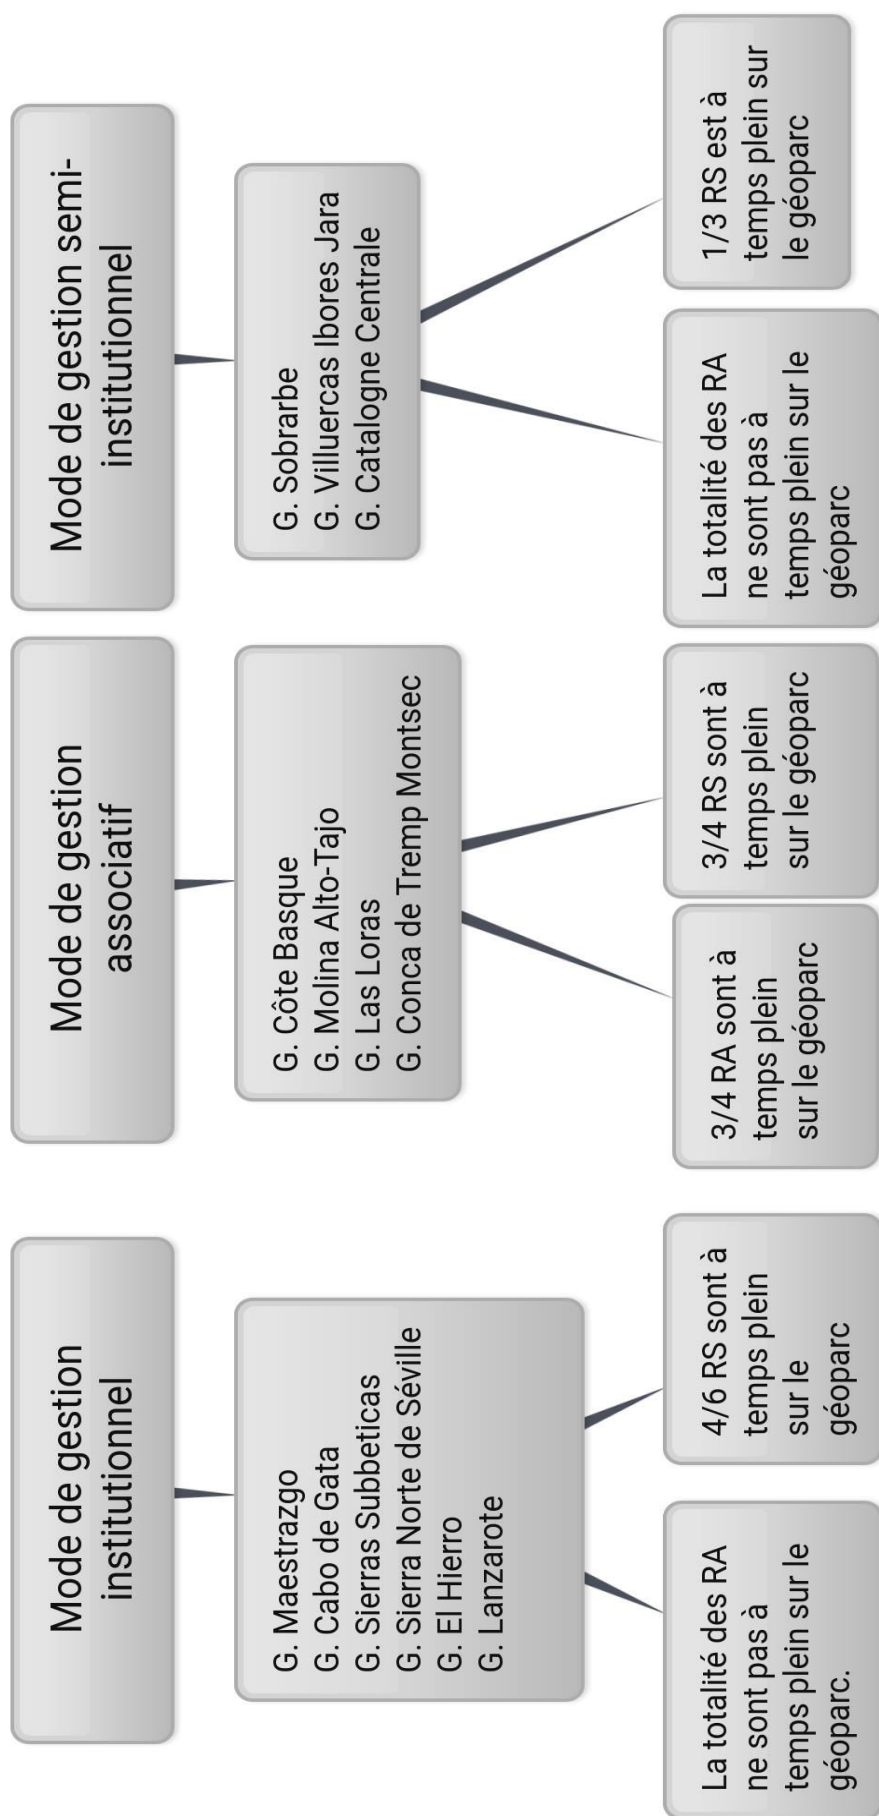 Mode de gestion
institutionnel
G. Maestrazgo
G. Cabo de Gata
G. Sierras Subbeticas
G. Sierra Norte de Séville
G. El Hierro
G. Lanzarote
La totalité des RA
ne sont pas à
temps plein sur le
géoparc.
4/6 RS sont à
temps plein
sur le
géoparc
Mode de gestion
associatif
G. Côte Basque
G. Molina Alto-Tajo
G. Las Loras
G. Conca de Tremp Montsec
3/4 RA sont à
temps plein
sur le géoparc
3/4 RS sont à
temps plein
sur le géoparc
Mode de gestion semi-
institutionnel
G. Sobrarbe
G. Villuercas Ibores Jara
G. Catalogne Centrale
La totalité des RA
ne sont pas à
temps plein sur le
géoparc
1/3 RS est à
temps plein sur
le géoparc